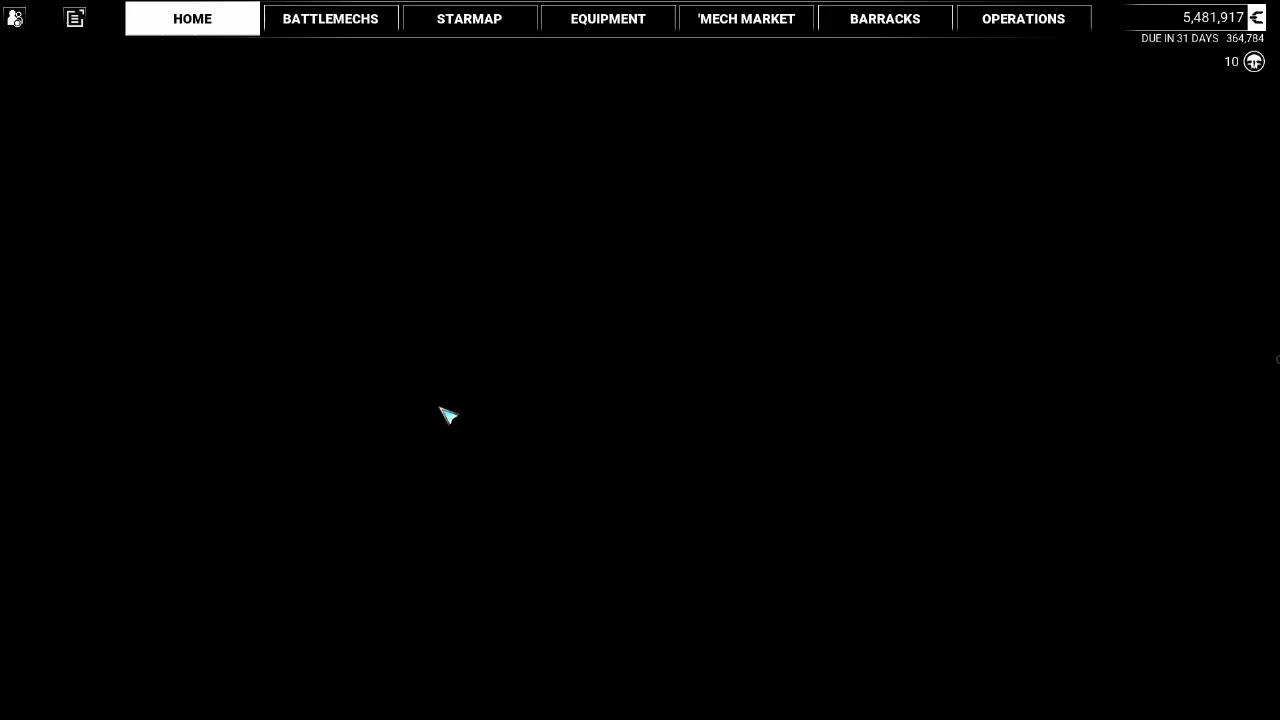 HOME BATTLEMECHS STARMAP EQUIPMENT 'MECH MARKET BARRACKS OPERATIONS 5,481,917
DUE IN 31 DAYS 364,784
10